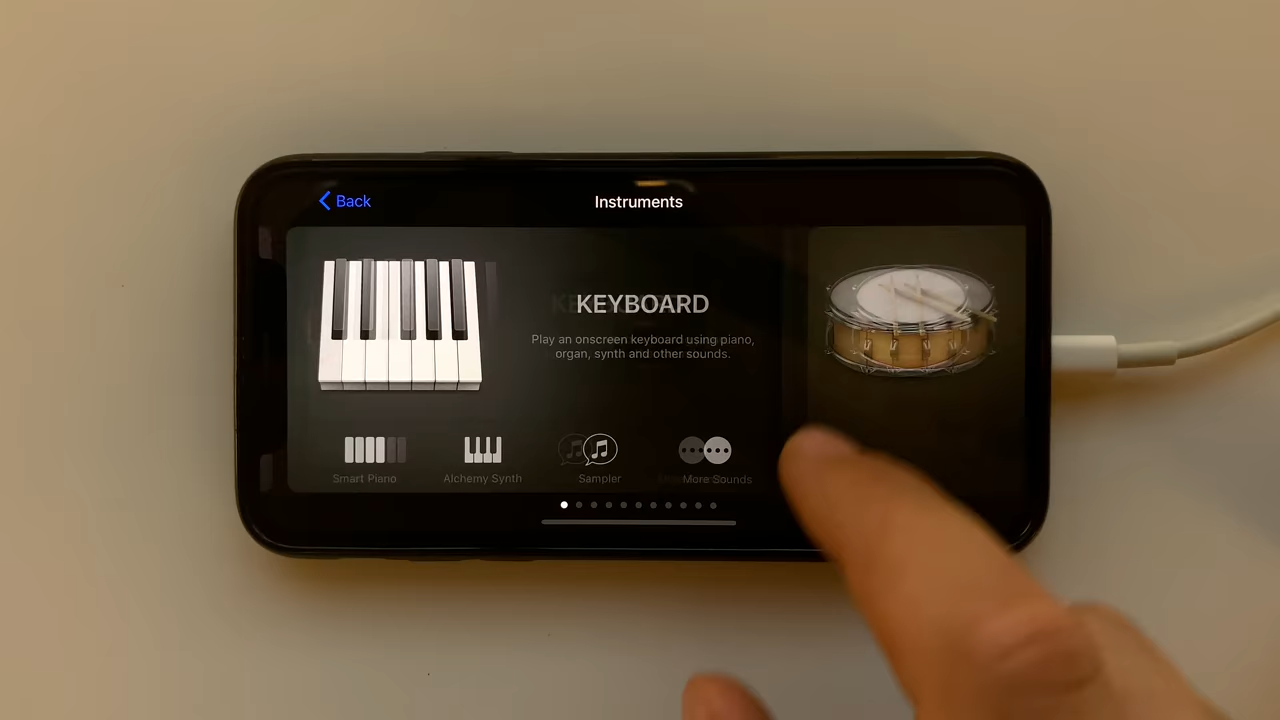 Back
Instruments
KEYBOARD
Play an onscreen keyboard using piano,
organ, synth and other sounds.
Smart Piano
Alchemy Synth
Sampler
More Sounds